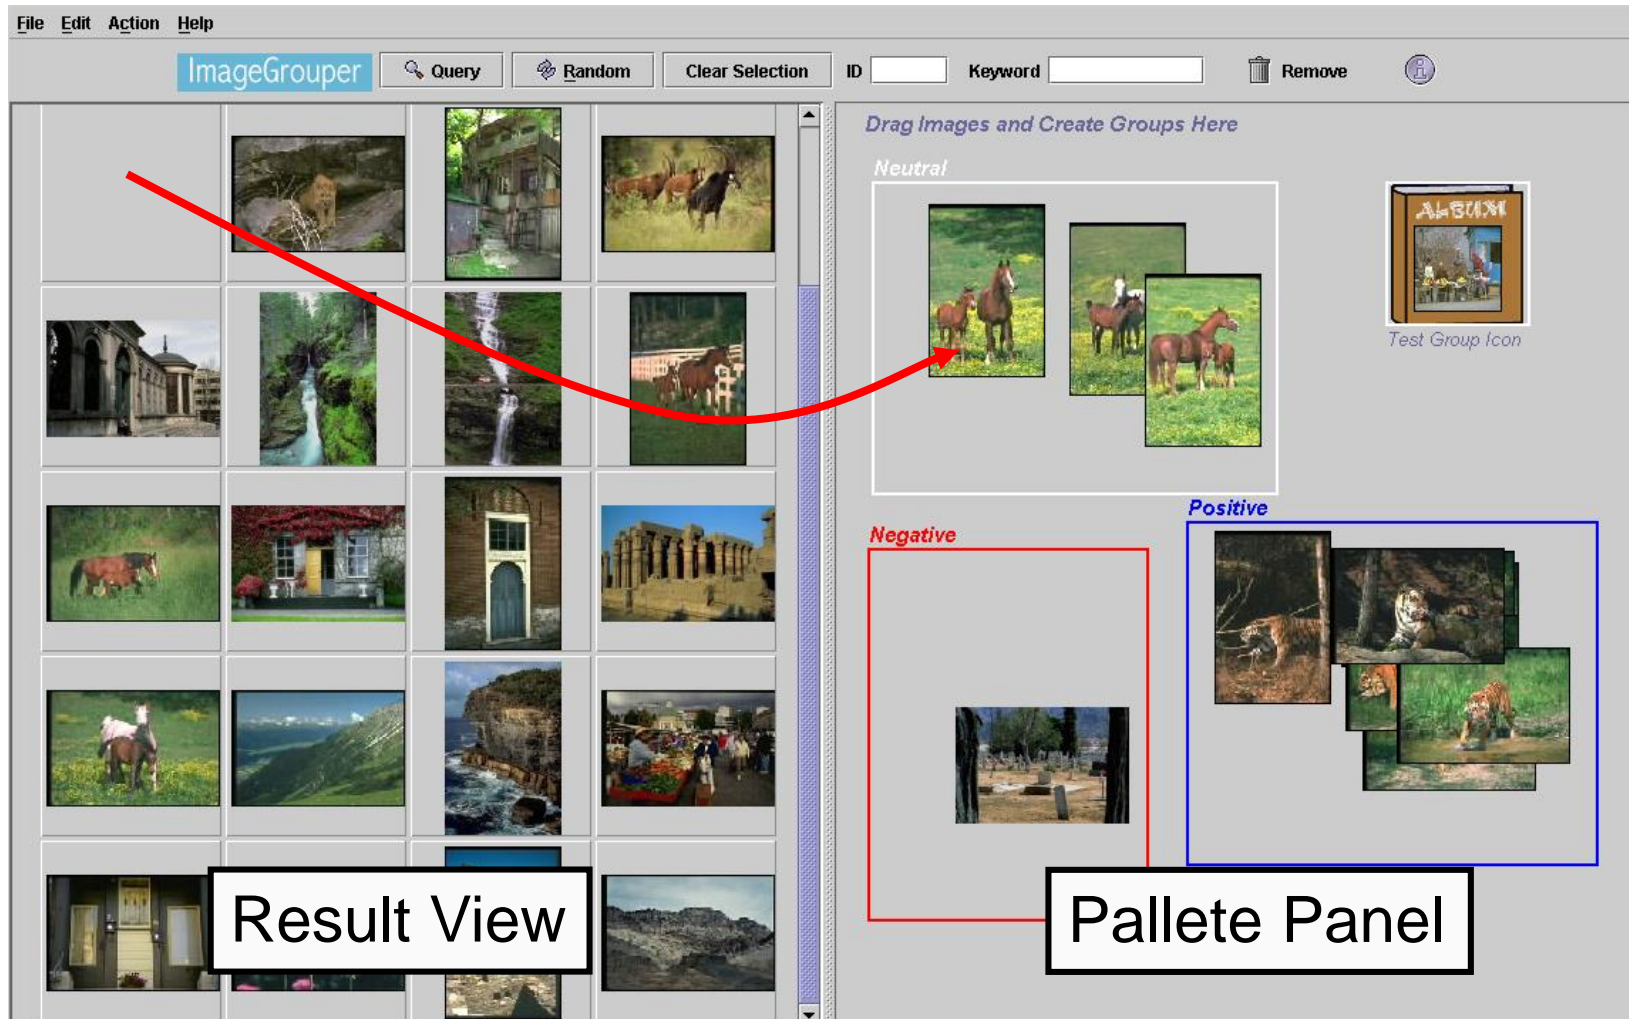 File Edit Action Help
ImageGrouper Query Random Clear Selection ID Keyword Remove i
Drag Images and Create Groups Here
Neutral
ALBUM
Test Group Icon
Positive
Negative
Result View
Pallete Panel